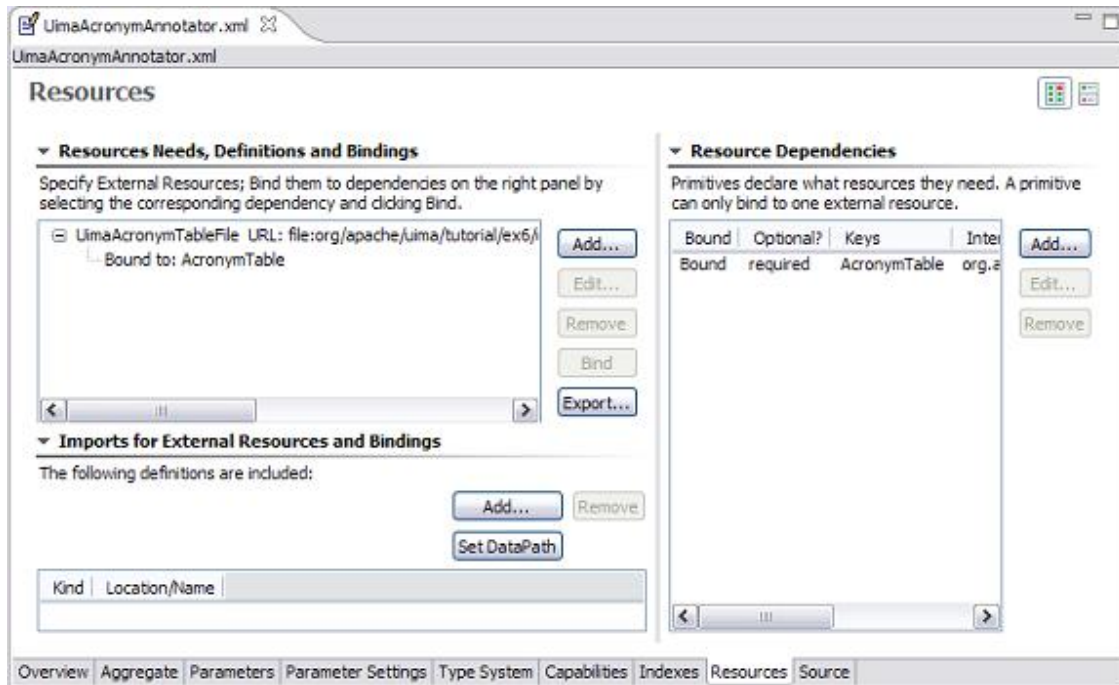 UimaAcronymAnnotator.xml
UimaAcronymAnnotator.xml
Resources
Resources Needs, Definitions and Bindings
Specify External Resources; Bind them to dependencies on the right panel by
selecting the corresponding dependency and clicking Bind.
UimaAcronymTableFile URL: file:org/apache/uima/tutorial/ex6/
Bound to: AcronymTable
Add...
Edit...
Remove
Bind
Export...
Imports for External Resources and Bindings
The following definitions are included:
Add... Remove
Set DataPath
Kind Location/Name
Resource Dependencies
Primitives declare what resources they need. A primitive
can only bind to one external resource.
Bound Optional? Keys Inter
Bound required AcronymTable org.a
Add...
Edit...
Remove
Overview Aggregate Parameters Parameter Settings Type System Capabilities Indexes Resources Source